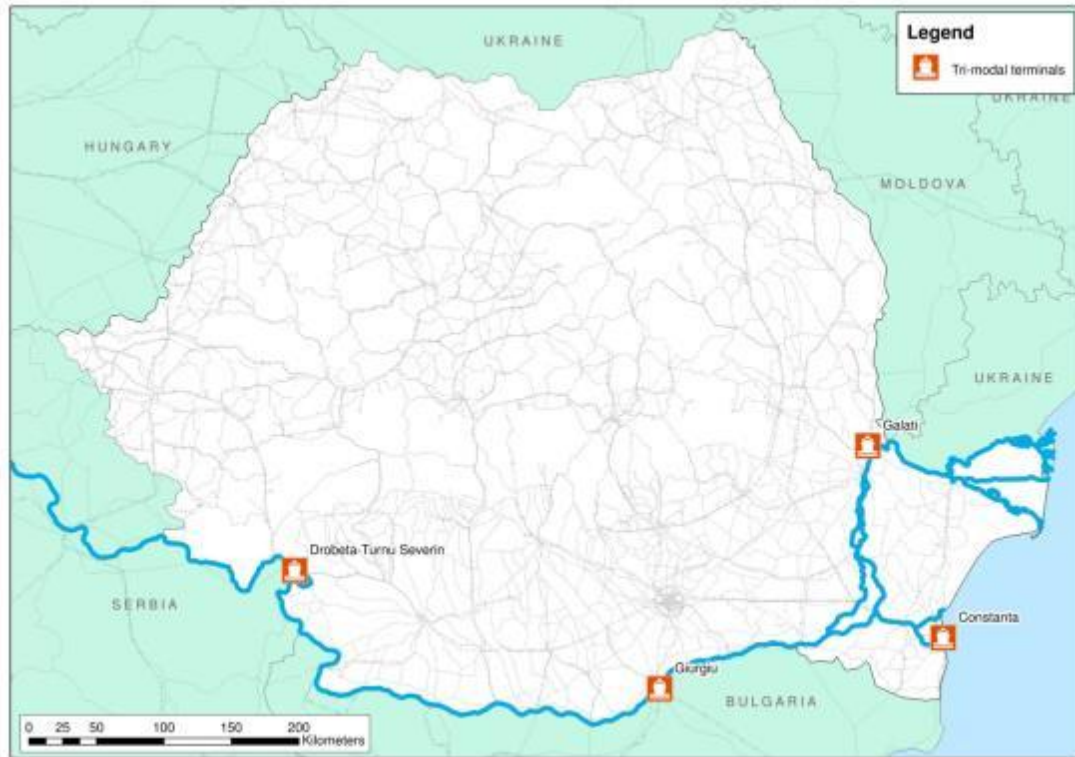 UKRAINE
Legend
Tri-modal terminals
UKRAINE
HUNGARY
MOLDOVA
UKRAINE
Galati
Drobeta-Turnu Severin
SERBIA
Constanta
Giurgiu
BULGARIA
0 25 50 100 150 200
Kilometers